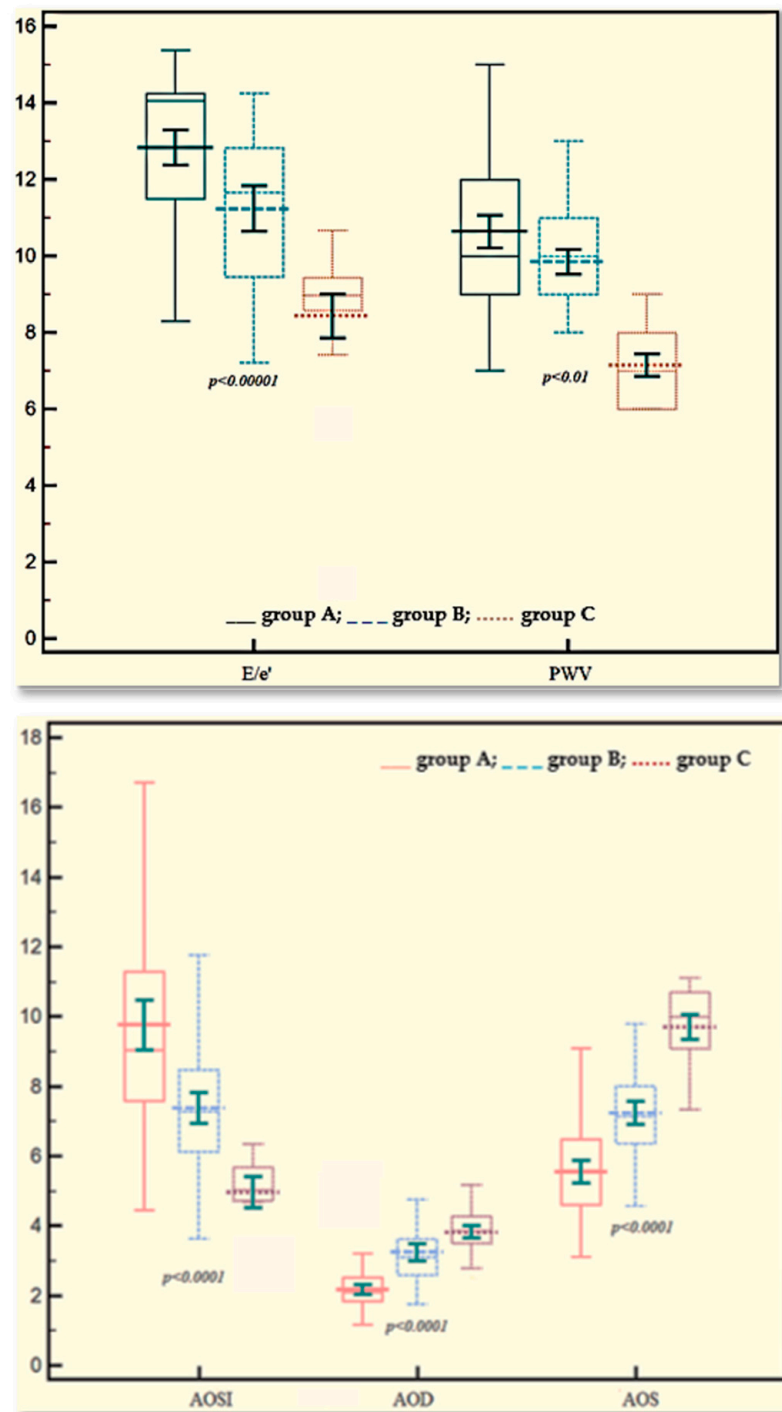 16
14
12
10
8
6
4
2
0
p<0.00001
p<0.01
group A; group B; group C
E/e'
PWV
18
16
14
12
10
8
6
4
2
0
group A; group B; group C
p<0.0001
p<0.0001
p<0.0001
AOSI
AOD
AOS